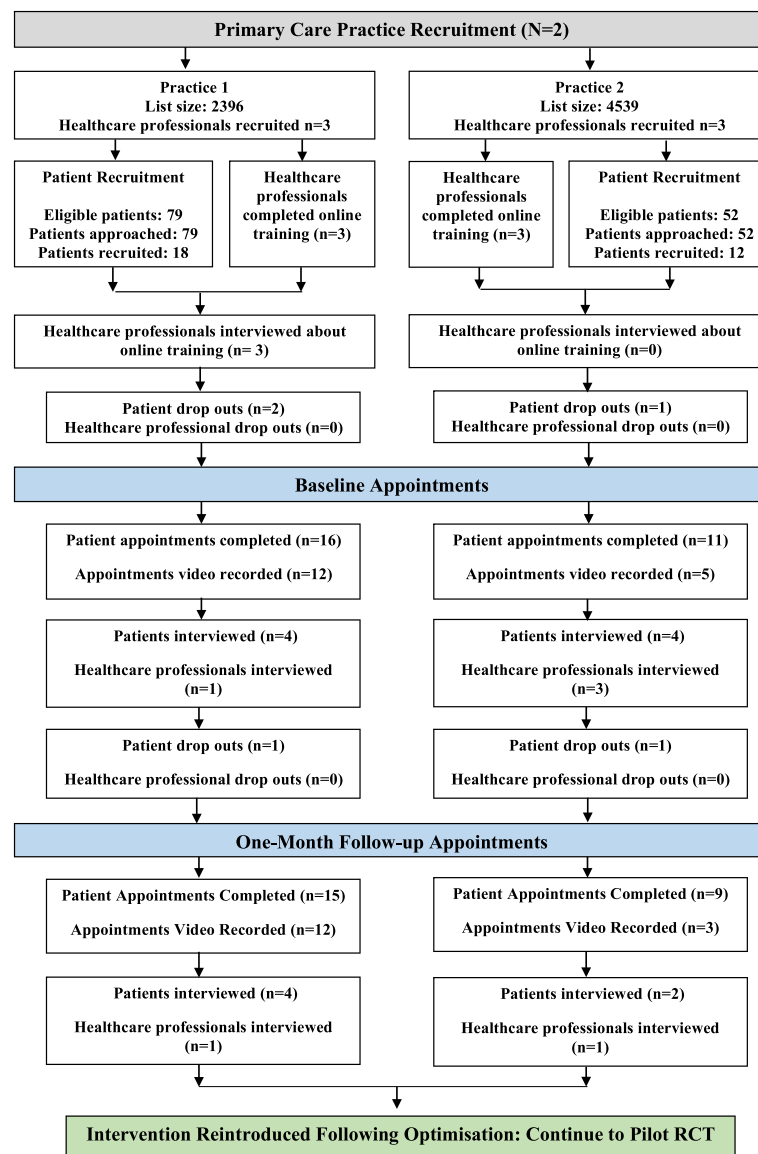 Primary Care Practice Recruitment (N=2)
Practice 1
List size: 2396
Healthcare professionals recruited n=3
Practice 2
List size: 4539
Healthcare professionals recruited n=3
Patient Recruitment
Eligible patients: 79
Patients approached: 79
Patients recruited: 18
Healthcare
professionals
completed online
training (n=3)
Healthcare
professionals
completed online
training (n=3)
Patient Recruitment
Eligible patients: 52
Patients approached: 52
Patients recruited: 12
Healthcare professionals interviewed about
online training (n= 3)
Healthcare professionals interviewed about
online training (n=0)
Patient drop outs (n=2)
Healthcare professional drop outs (n=0)
Patient drop outs (n=1)
Healthcare professional drop outs (n=0)
Baseline Appointments
Patient appointments completed (n=16)
Appointments video recorded (n=12)
Patient appointments completed (n=11)
Appointments video recorded (n=5)
Patients interviewed (n=4)
Healthcare professionals interviewed
(n=1)
Patients interviewed (n=4)
Healthcare professionals interviewed
(n=3)
Patient drop outs (n=1)
Healthcare professional drop outs (n=0)
Patient drop outs (n=1)
Healthcare professional drop outs (n=0)
One-Month Follow-up Appointments
Patient Appointments Completed (n=15)
Appointments Video Recorded (n=12)
Patient Appointments Completed (n=9)
Appointments Video Recorded (n=3)
Patients interviewed (n=4)
Healthcare professionals interviewed
(n=1)
Patients interviewed (n=2)
Healthcare professionals interviewed
(n=1)
Intervention Reintroduced Following Optimisation: Continue to Pilot RCT